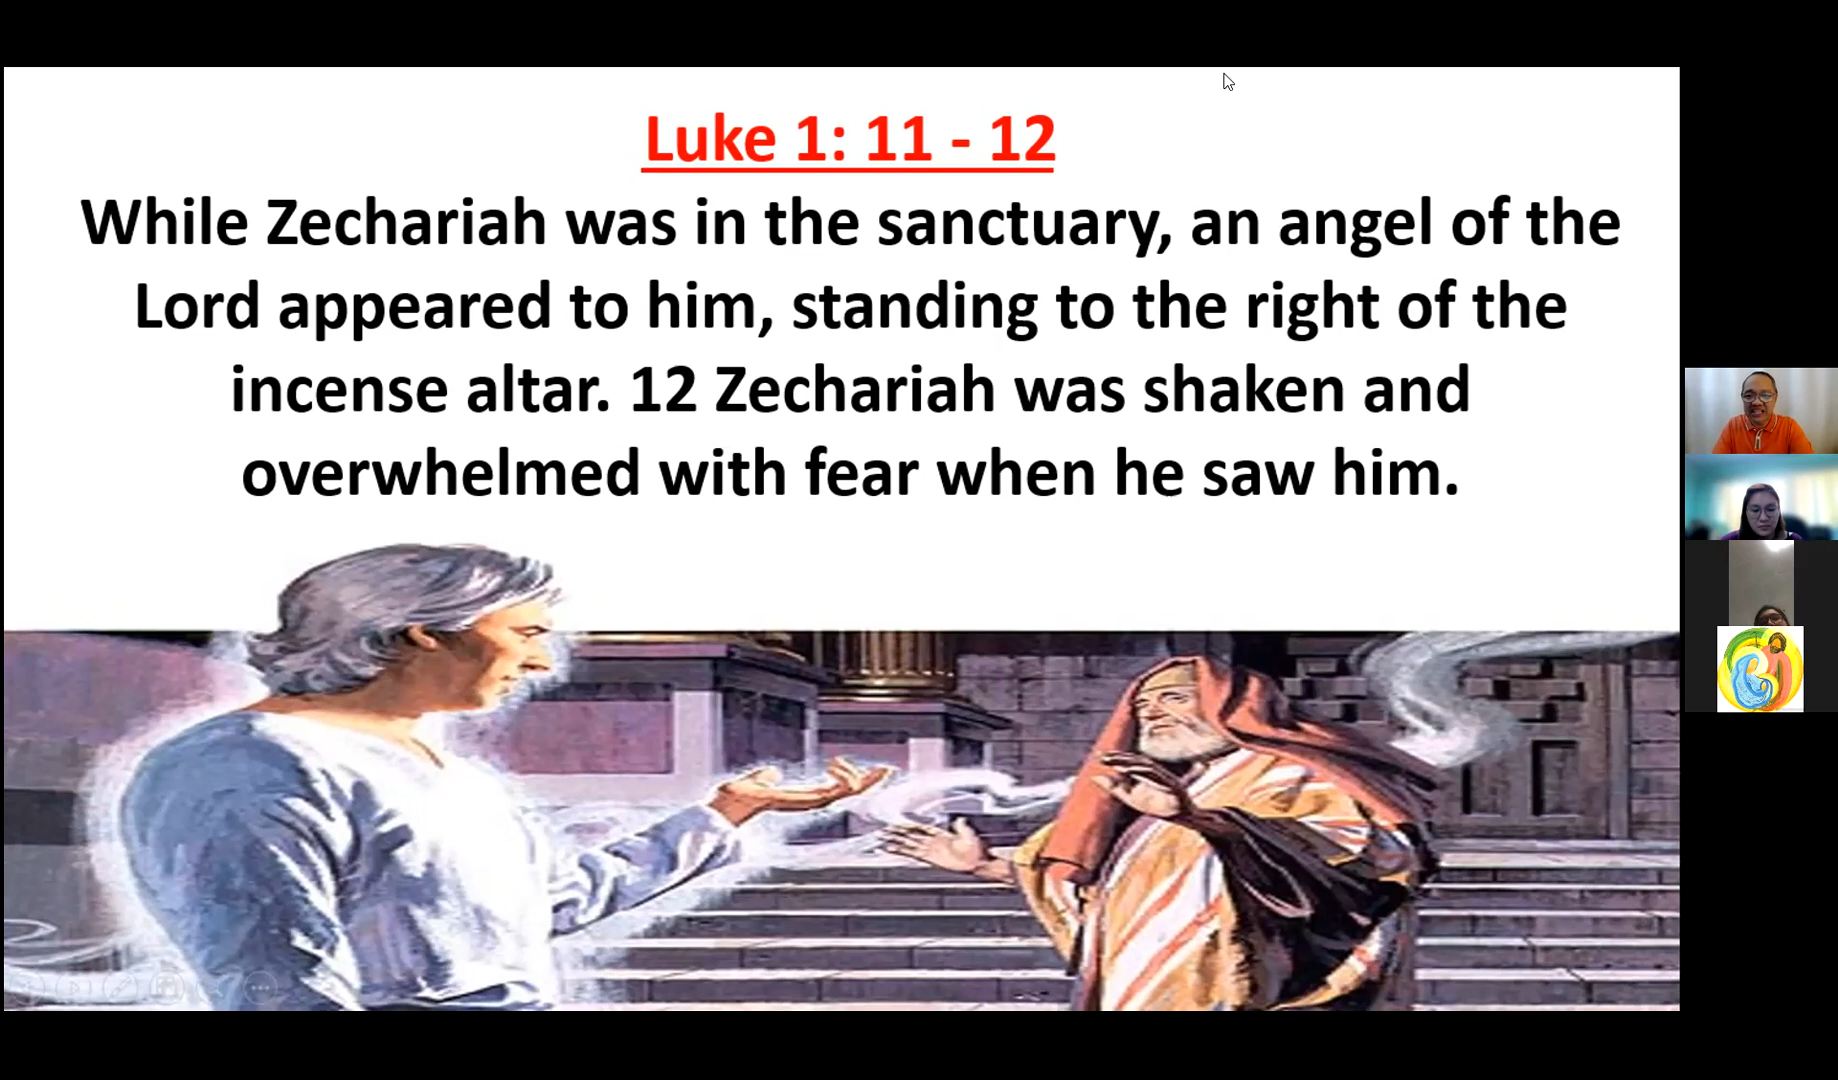 Luke 1: 11 - 12
While Zechariah was in the sanctuary, an angel of the
Lord appeared to him, standing to the right of the
incense altar. 12 Zechariah was shaken and
overwhelmed with fear when he saw him.